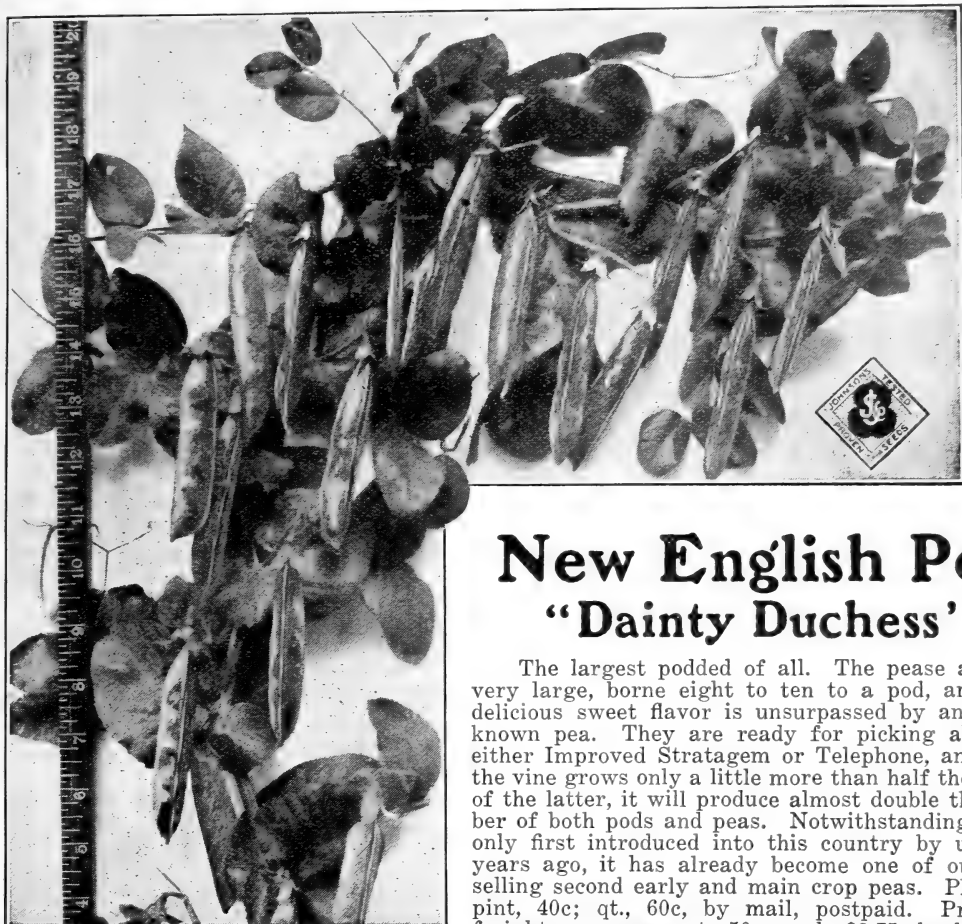 JOHNSON'S TESTED
PROVEN SEEDS
New English Pe
"Dainty Duchess'
The largest podded of all. The pease a
very large, borne eight to ten to a pod, an
delicious sweet flavor is unsurpassed by an
known pea. They are ready for picking a
either Improved Stratagem or Telephone, an
the vine grows only a little more than half the
of the latter, it will produce almost double th
ber of both pods and peas. Notwithstanding
only first introduced into this country by u
years ago, it has already become one of ou
selling second early and main crop peas. P
pint, 40c; qt., 60c, by mail, postpaid. Pr